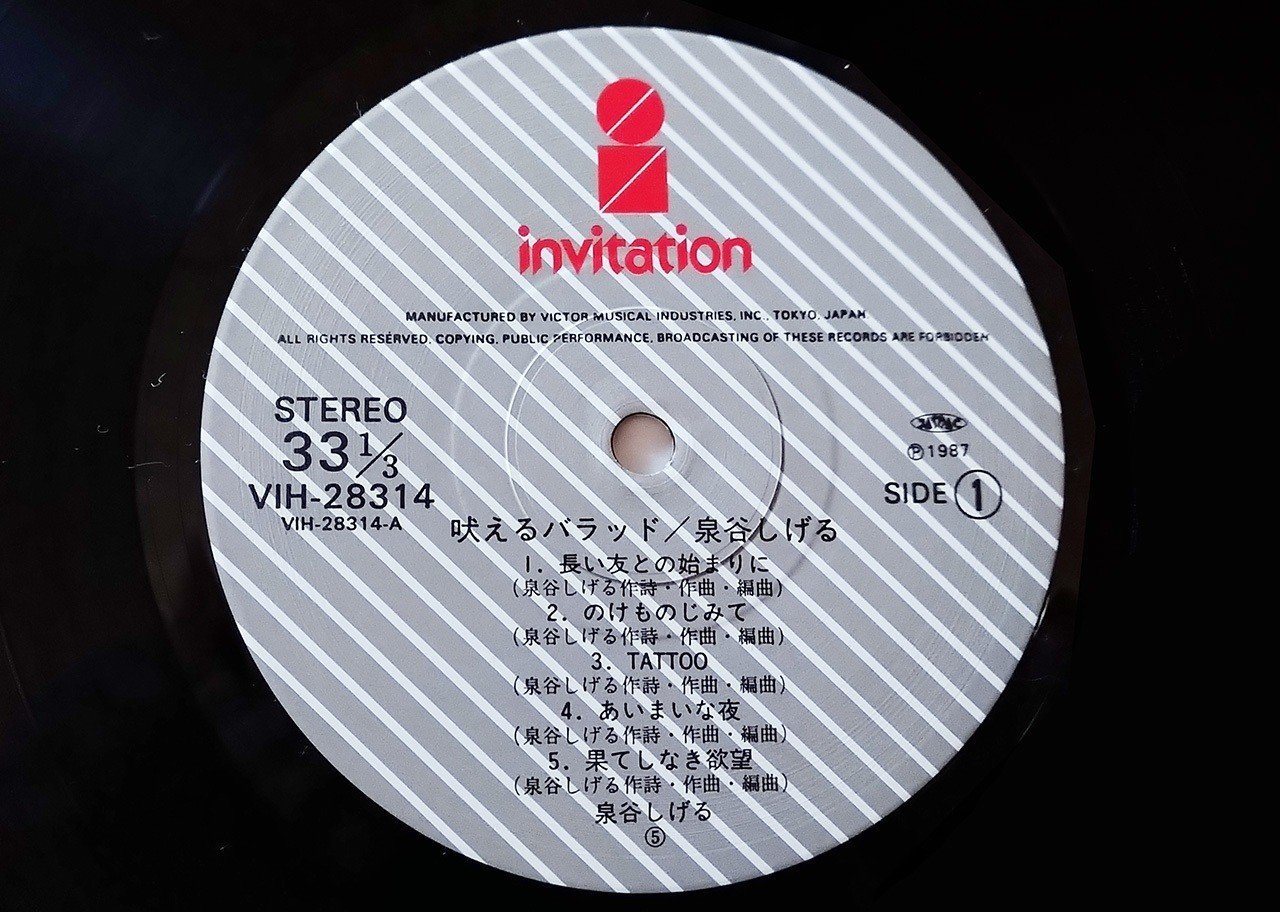 invitation
MANUFACTURED BY VICTOR MUSICAL INDUSTRIES, INC., TOKYO, JAPAN
ALL RIGHTS RESERVED. COPYING, PUBLIC PERFORMANCE, BROADCASTING OF THESE RECORDS ARE FORBIDDEN
STEREO
33 1/3
VIH-28314
VIH-28314-A
Ⓟ1987
SIDE 1
吠えるバラッド／泉谷しげる
1. 長い友との始まりに
(泉谷しげる作詩・作曲・編曲)
2. のけものじみて
(泉谷しげる作詩・作曲・編曲)
3. TATTOO
(泉谷しげる作詩・作曲・編曲)
4. あいまいな夜
(泉谷しげる作詩・作曲・編曲)
5. 果てしなき欲望
(泉谷しげる作詩・作曲・編曲)
泉谷しげる
⑤